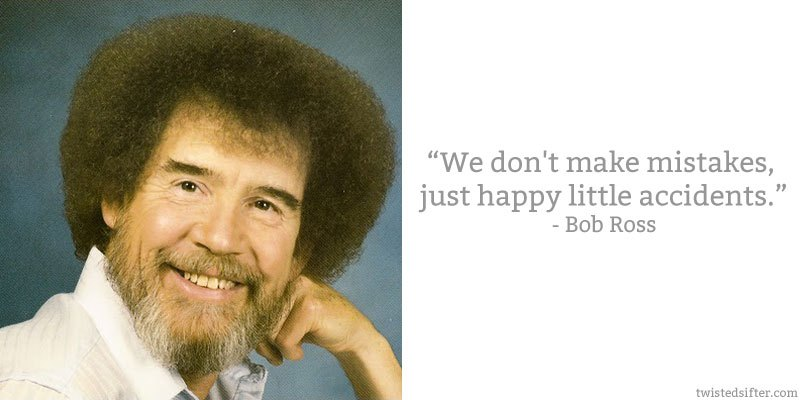 “We don't make mistakes,
just happy little accidents.”
- Bob Ross
twistedsifter.com